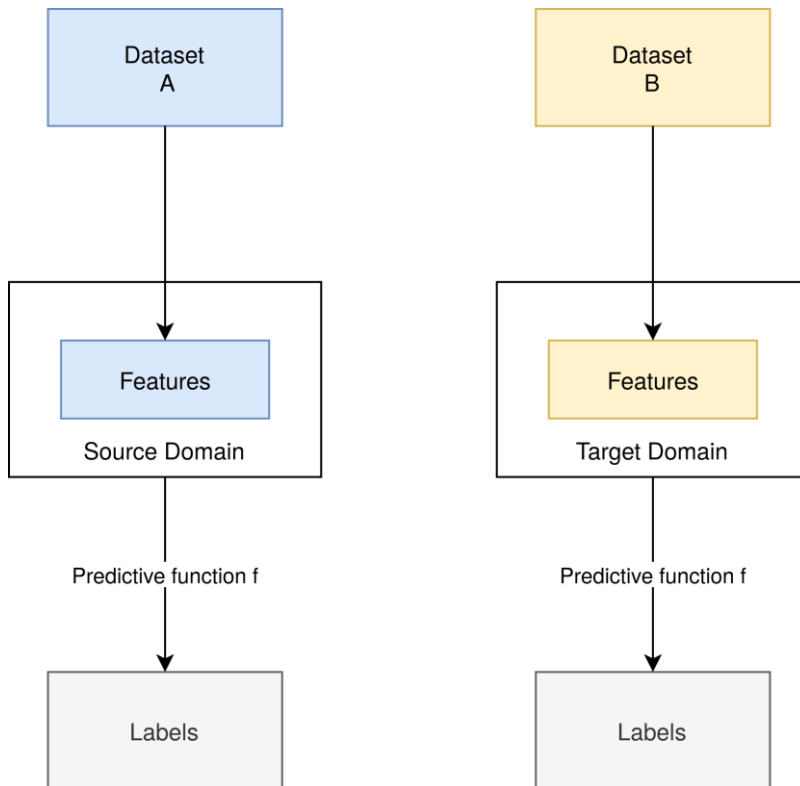 Dataset
A
Dataset
B
Features
Features
Source Domain
Target Domain
Predictive function f
Predictive function f
Labels
Labels